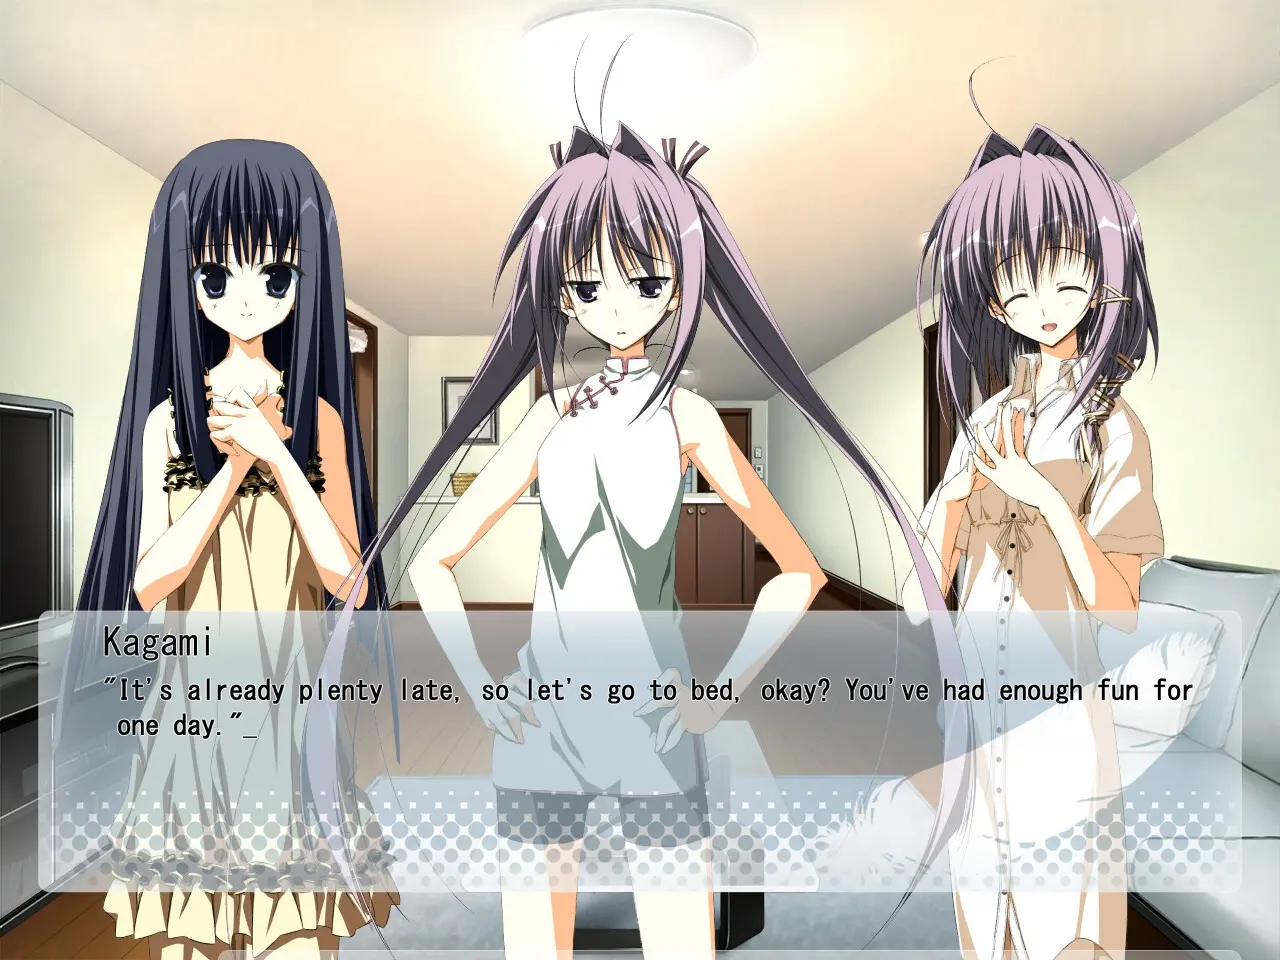 Kagami
"It's already plenty late, so let's go to bed, okay? You've had enough fun for
one day."_